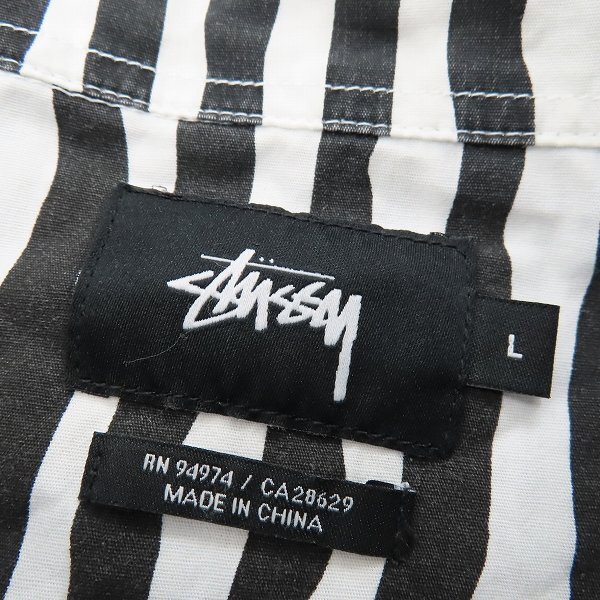 STÜSSY
L
RN 94974 / CA28629
MADE IN CHINA